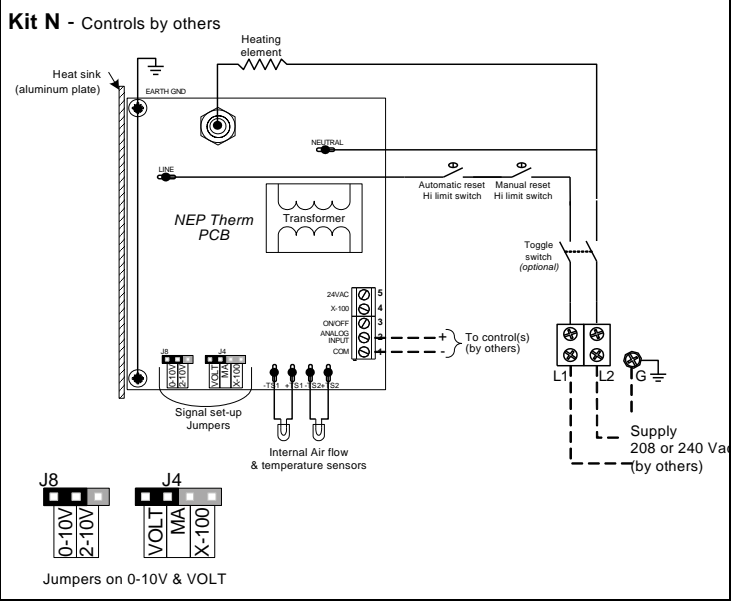 Kit N - Controls by others
Heating
element
Heat sink
(aluminum plate)
EARTH GND
NEUTRAL
LINE
Automatic reset
Hi limit switch
Manual reset
Hi limit switch
NEP Therm
PCB
Transformer
Toggle
switch
(optional)
24VAC 5
X-100 4
ON/OFF 3
ANALOG
INPUT 2
COM 1
+
-
To control(s)
(by others)
J8
0-10V
2-10V
J4
VOLT
MA
X-100
-TS1 +TS1 -TS2 +TS2
Signal set-up
Jumpers
Internal Air flow
& temperature sensors
L1 L2 G
Supply
208 or 240 Vac
(by others)
J8
0-10V
2-10V
J4
VOLT
MA
X-100
Jumpers on 0-10V & VOLT